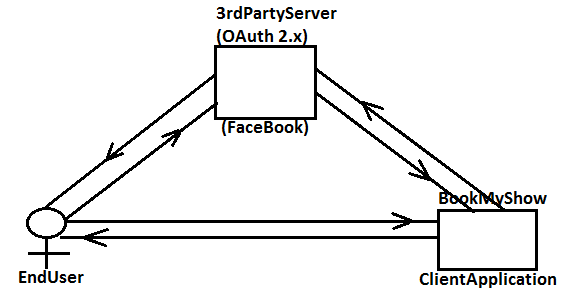 3rdPartyServer
(OAuth 2.x)
(FaceBook)
BookMyShow
EndUser
ClientApplication